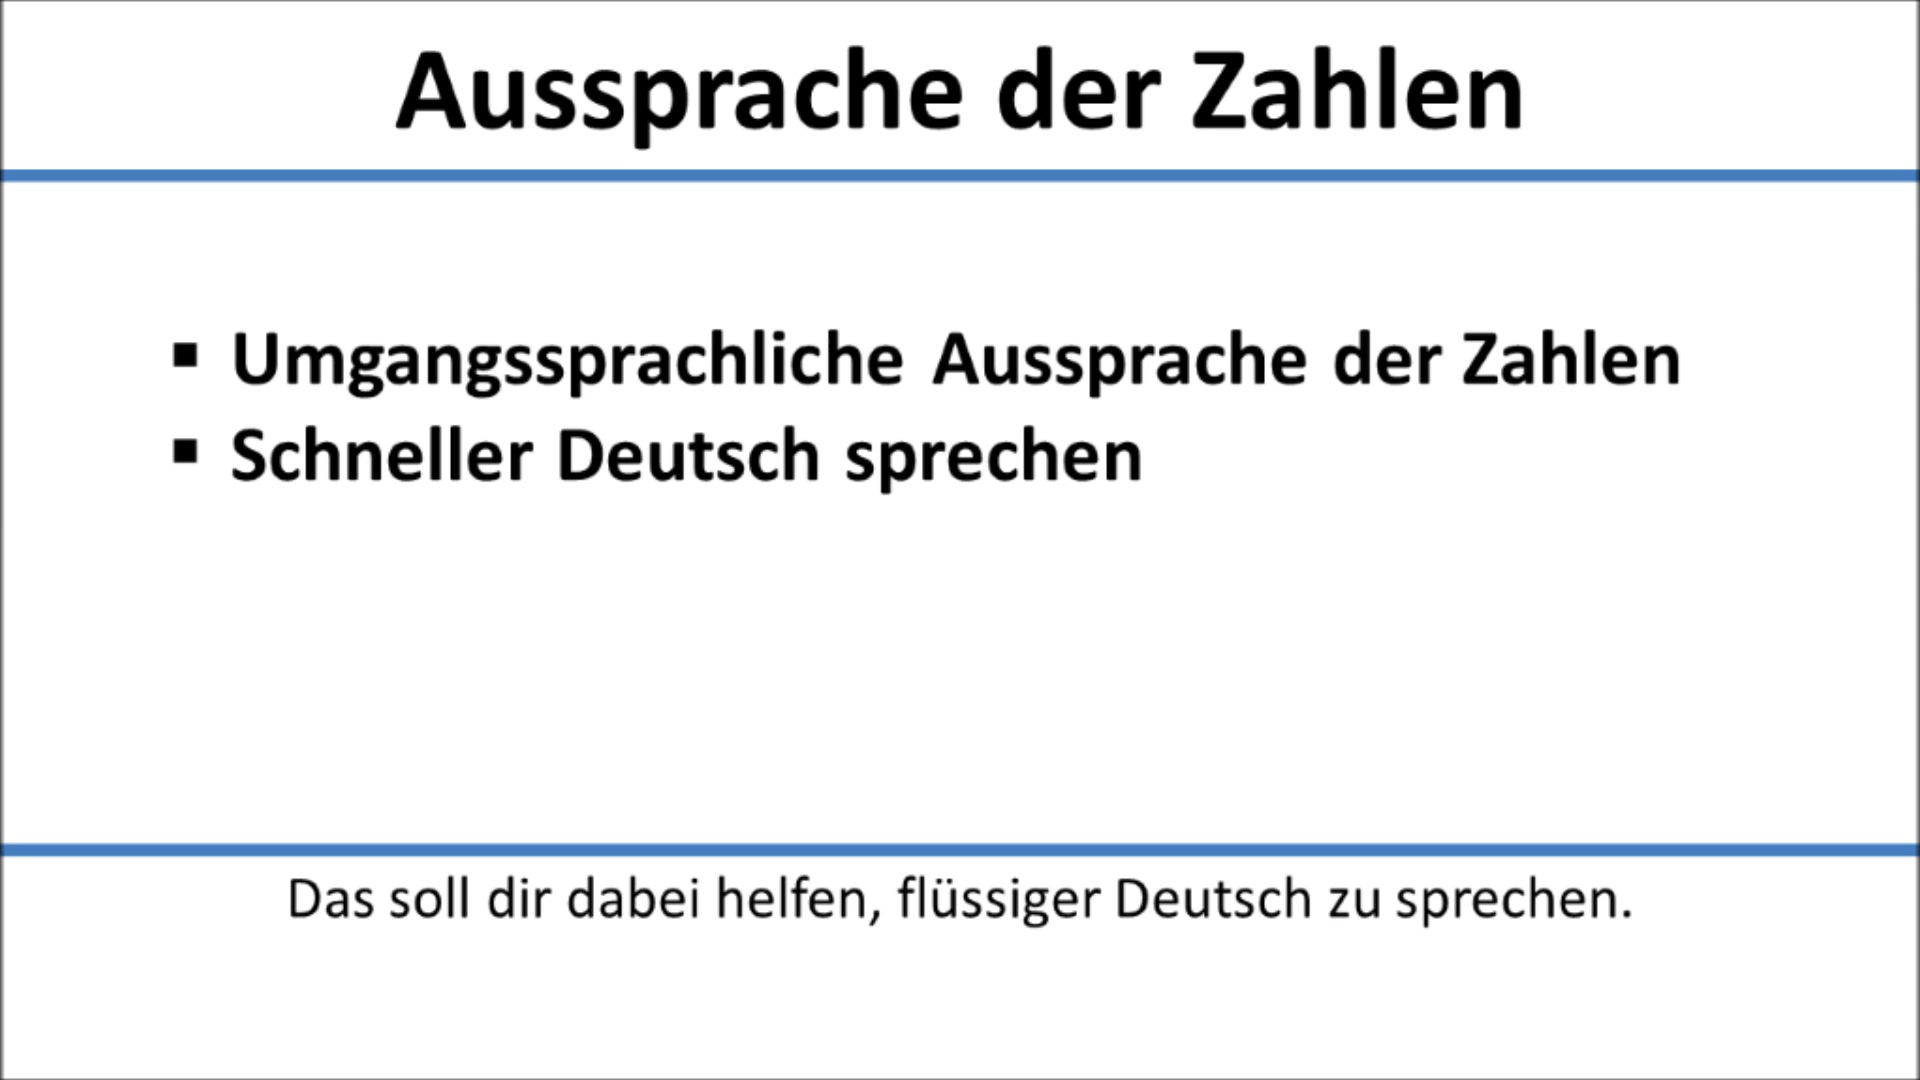 Aussprache der Zahlen
▪ Umgangssprachliche Aussprache der Zahlen
▪ Schneller Deutsch sprechen
Das soll dir dabei helfen, flüssiger Deutsch zu sprechen.